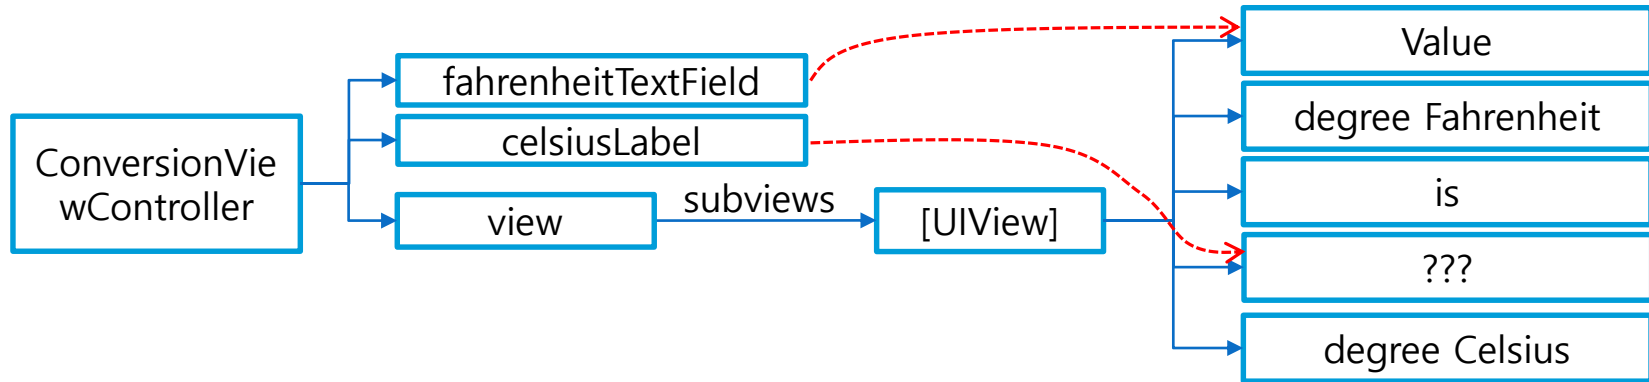 ConversionVie
wController
fahrenheitTextField
celsiusLabel
view
subviews
[UIView]
Value
degree Fahrenheit
is
???
degree Celsius